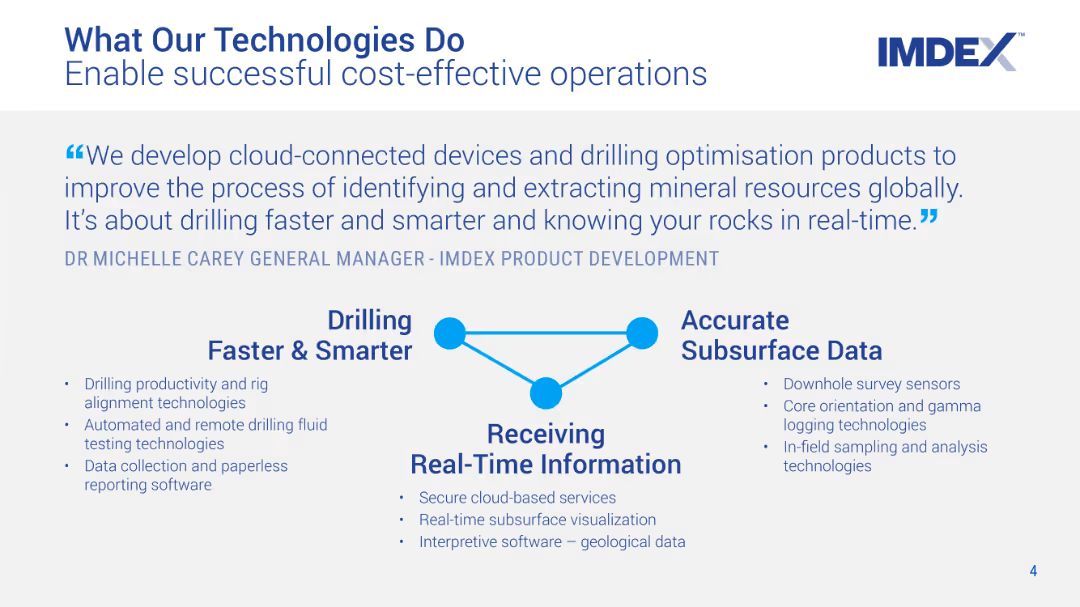 What Our Technologies Do
Enable successful cost-effective operations
IMDEX™
“We develop cloud-connected devices and drilling optimisation products to
improve the process of identifying and extracting mineral resources globally.
It’s about drilling faster and smarter and knowing your rocks in real-time.”
DR MICHELLE CAREY GENERAL MANAGER - IMDEX PRODUCT DEVELOPMENT
Drilling
Faster & Smarter
• Drilling productivity and rig
alignment technologies
• Automated and remote drilling fluid
testing technologies
• Data collection and paperless
reporting software
Accurate
Subsurface Data
• Downhole survey sensors
• Core orientation and gamma
logging technologies
• In-field sampling and analysis
technologies
Receiving
Real-Time Information
• Secure cloud-based services
• Real-time subsurface visualization
• Interpretive software – geological data
4